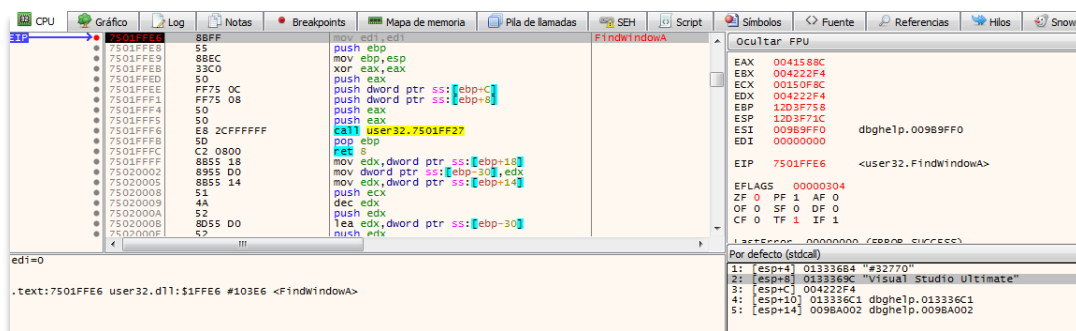 CPU Gráfico Log Notas Breakpoints Mapa de memoria Pila de llamadas SEH Script Símbolos Fuente Referencias Hilos Snow
EIP 7501FFE6 8BFF mov edi,edi FindWindowA
7501FFE8 55 push ebp
7501FFE9 8BEC mov ebp,esp
7501FFEB 33C0 xor eax,eax
7501FFED 50 push eax
7501FFEE FF75 0C push dword ptr ss:[ebp+C]
7501FFF1 FF75 08 push dword ptr ss:[ebp+8]
7501FFF4 50 push eax
7501FFF5 50 push eax
7501FFF6 E8 2CFFFFFF call user32.7501FF27
7501FFFB 5D pop ebp
7501FFFC C2 0800 ret 8
7501FFFF 8B55 18 mov edx,dword ptr ss:[ebp+18]
75020002 8955 D0 mov dword ptr ss:[ebp-30],edx
75020005 8B55 14 mov edx,dword ptr ss:[ebp+14]
75020008 51 push ecx
75020009 4A dec edx
7502000A 52 push edx
7502000B 8D55 D0 lea edx,dword ptr ss:[ebp-30]
7502000E 52 push edx
edi=0
.text:7501FFE6 user32.dll:$1FFE6 #103E6 <FindWindowA>
Ocultar FPU
EAX 0041588C
EBX 004222F4
ECX 00150F8C
EDX 004222F4
EBP 12D3F758
ESP 12D3F71C
ESI 009B9FF0 dbghelp.009B9FF0
EDI 00000000
EIP 7501FFE6 <user32.FindWindowA>
EFLAGS 00000304
ZF 0 PF 1 AF 0
OF 0 SF 0 DF 0
CF 0 TF 1 IF 1
LastError 00000000 (ERROR_SUCCESS)
Por defecto (stdcall)
1: [esp+4] 013336B4 "#32770"
2: [esp+8] 0133369C "Visual Studio Ultimate"
3: [esp+C] 004222F4
4: [esp+10] 013336C1 dbghelp.013336C1
5: [esp+14] 009BA002 dbghelp.009BA002